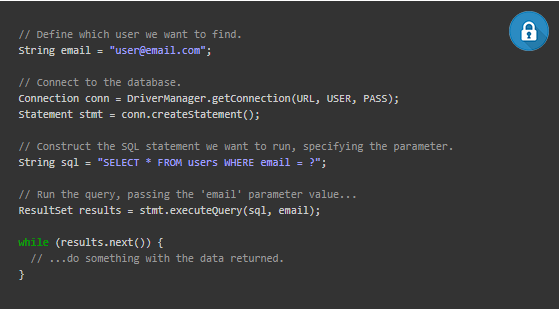 // Define which user we want to find.
String email = "user@email.com";
// Connect to the database.
Connection conn = DriverManager.getConnection(URL, USER, PASS);
Statement stmt = conn.createStatement();
// Construct the SQL statement we want to run, specifying the parameter.
String sql = "SELECT * FROM users WHERE email = ?";
// Run the query, passing the 'email' parameter value...
ResultSet results = stmt.executeQuery(sql, email);
while (results.next()) {
// ...do something with the data returned.
}